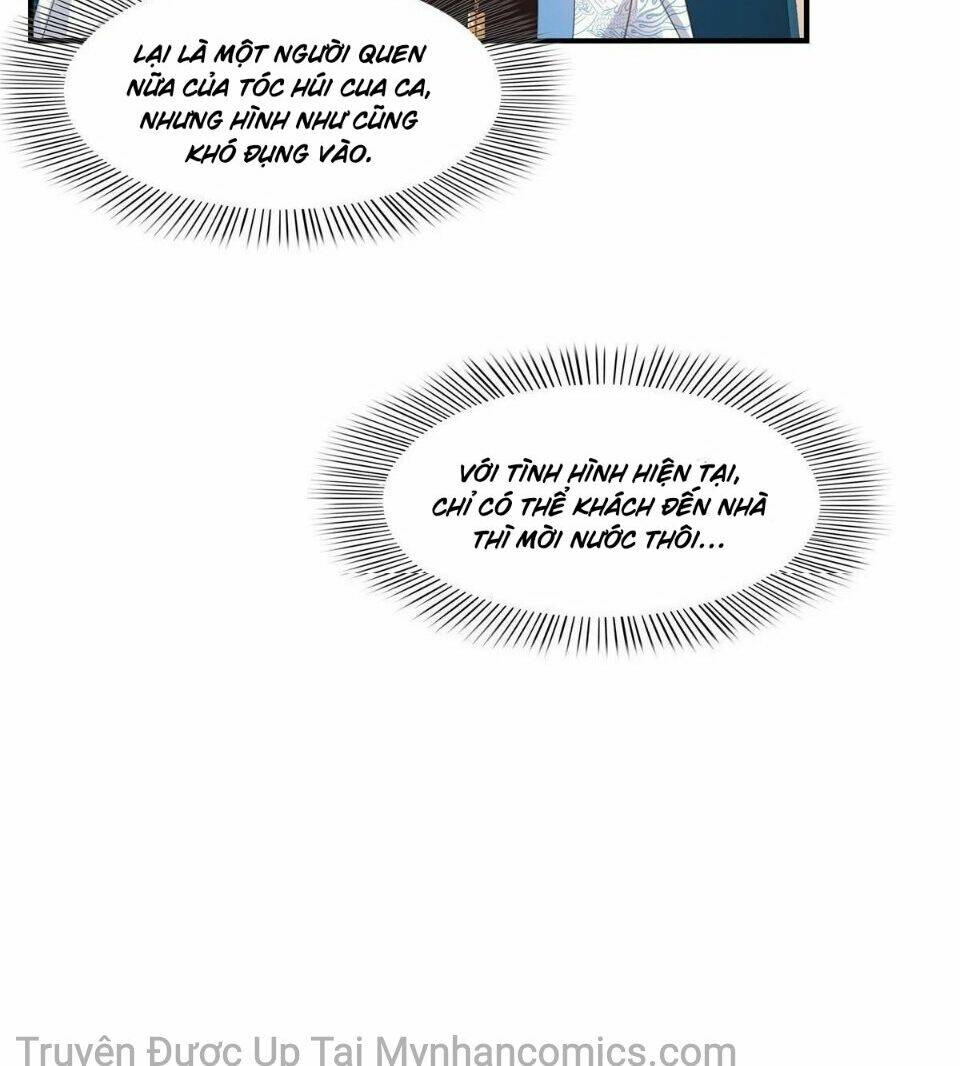 LẠI LÀ MỘT NGƯỜI QUEN
NỮA CỦA TÓC HÚI CUA CA,
NHƯNG HÌNH NHƯ CŨNG
KHÓ ĐỤNG VÀO.
VỚI TÌNH HÌNH HIỆN TẠI,
CHỈ CÓ THỂ KHÁCH ĐẾN NHÀ
THÌ MỜI NƯỚC THÔI...
Truyện Được Up Tại Mynhancomics.com